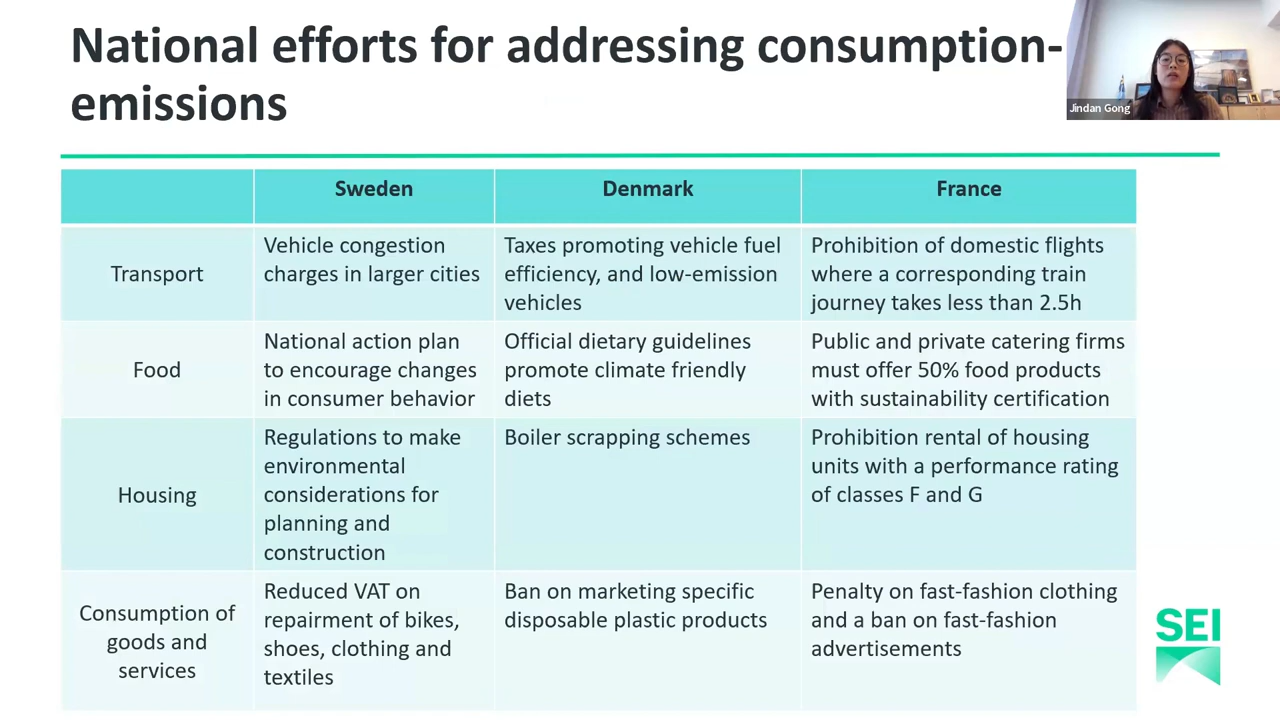 National efforts for addressing consumption-
emissions
Jindan Gong
Sweden
Denmark
France
Transport
Vehicle congestion
charges in larger cities
Taxes promoting vehicle fuel
efficiency, and low-emission
vehicles
Prohibition of domestic flights
where a corresponding train
journey takes less than 2.5h
Food
National action plan
to encourage changes
in consumer behavior
Official dietary guidelines
promote climate friendly
diets
Public and private catering firms
must offer 50% food products
with sustainability certification
Housing
Regulations to make
environmental
considerations for
planning and
construction
Boiler scrapping schemes
Prohibition rental of housing
units with a performance rating
of classes F and G
Consumption of
goods and
services
Reduced VAT on
repairment of bikes,
shoes, clothing and
textiles
Ban on marketing specific
disposable plastic products
Penalty on fast-fashion clothing
and a ban on fast-fashion
advertisements
SEI